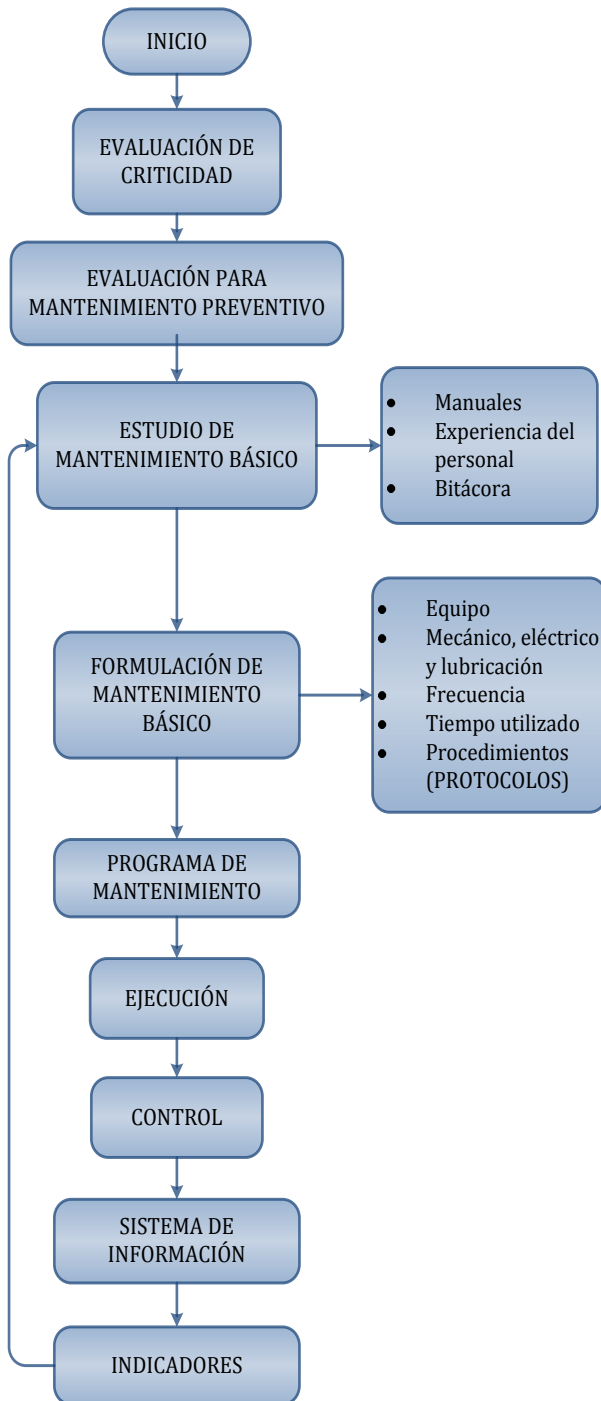 INICIO
EVALUACIÓN DE
CRITICIDAD
EVALUACIÓN PARA
MANTENIMIENTO PREVENTIVO
ESTUDIO DE
MANTENIMIENTO BÁSICO
• Manuales
• Experiencia del
personal
• Bitácora
FORMULACIÓN DE
MANTENIMIENTO
BÁSICO
• Equipo
• Mecánico, eléctrico
y lubricación
• Frecuencia
• Tiempo utilizado
• Procedimientos
(PROTOCOLOS)
PROGRAMA DE
MANTENIMIENTO
EJECUCIÓN
CONTROL
SISTEMA DE
INFORMACIÓN
INDICADORES